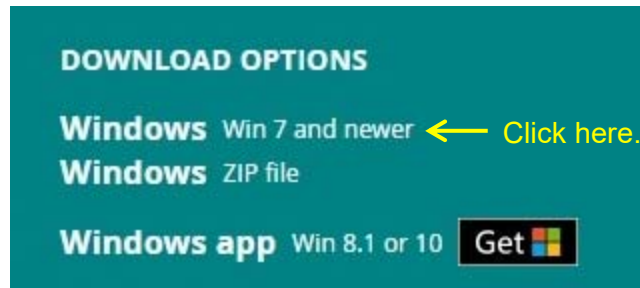 DOWNLOAD OPTIONS
Windows Win 7 and newer Click here.
Windows ZIP file
Windows app Win 8.1 or 10 Get